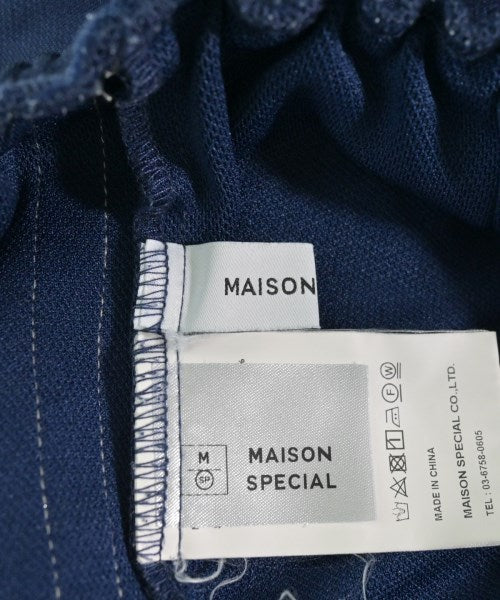 MAISON
M
SP
MAISON
SPECIAL
F
W
MADE IN CHINA
MAISON SPECIAL CO.,LTD.
TEL : 03-6758-0605